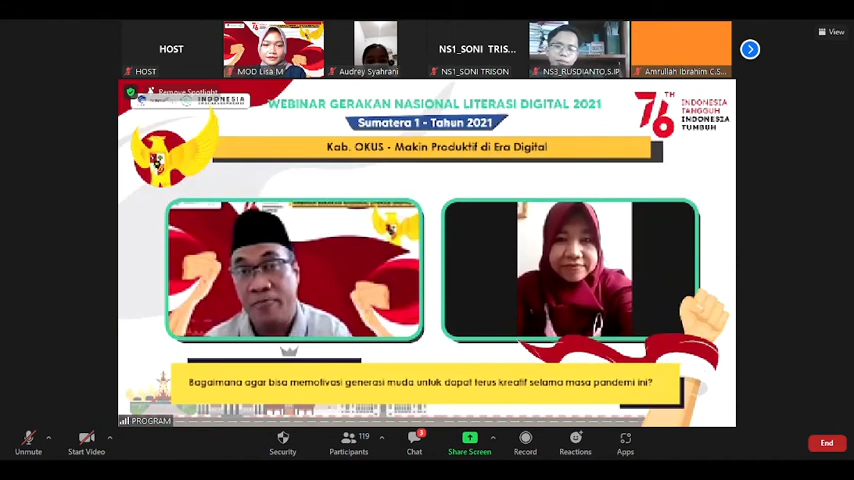 View
HOST
NS1_SONI TRIS...
HOST
MOD Lisa M
Audrey Syahrani
NS1_SONI TRISON
NS3_RUSDIANTO,S.IP
Amrullah Ibrahim C.S...
Remove Spotlight
INDONESIA
WEBINAR GERAKAN NASIONAL LITERASI DIGITAL 2021
Sumatera 1 - Tahun 2021
76TH
INDONESIA
TANGGUH
INDONESIA
TUMBUH
Kab. OKUS - Makin Produktif di Era Digital
Bagaimana agar bisa memotivasi generasi muda untuk dapat terus kreatif selama masa pandemi ini?
PROGRAM
119
3
Unmute
Start Video
Security
Participants
Chat
Share Screen
Record
Reactions
Apps
End